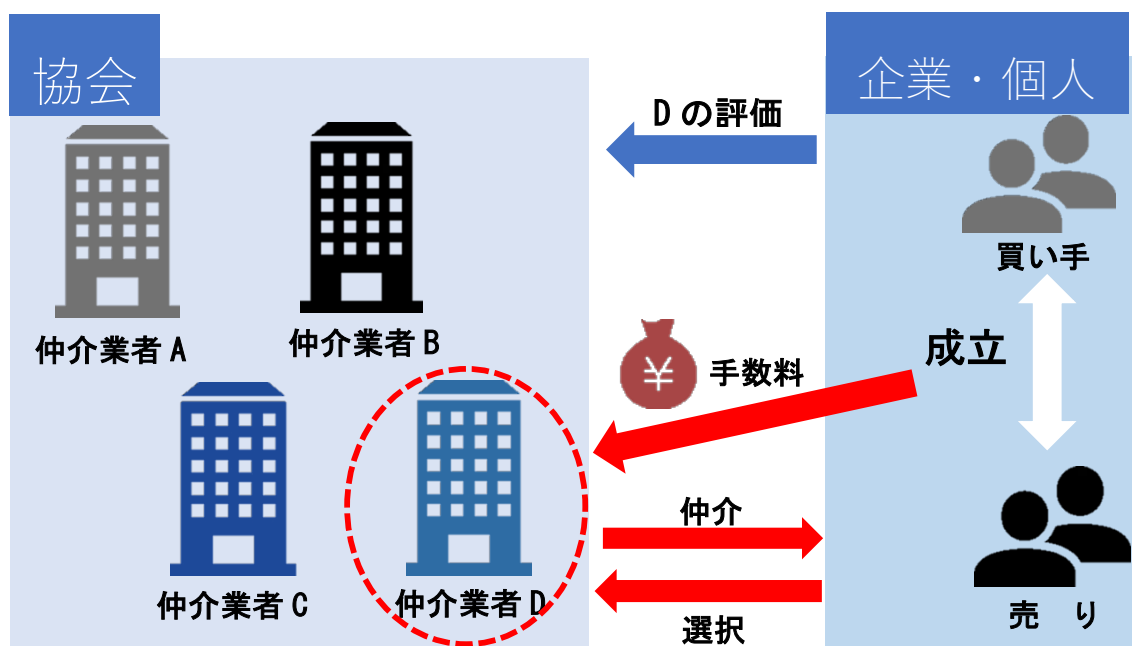 協会
企業・個人
Dの評価
買い手
仲介業者A
仲介業者B
¥
手数料
成立
仲介
仲介業者C
仲介業者D
選択
売 り